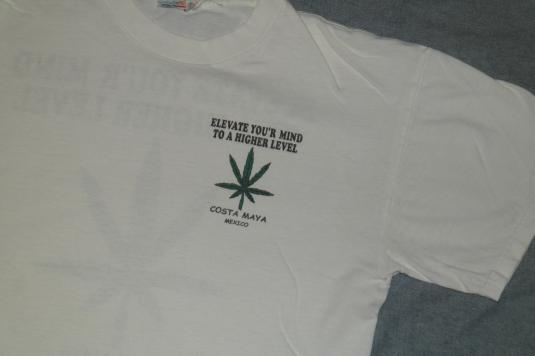 ELEVATE YOU'R MIND
TO A HIGHER LEVEL
COSTA MAYA
MEXICO